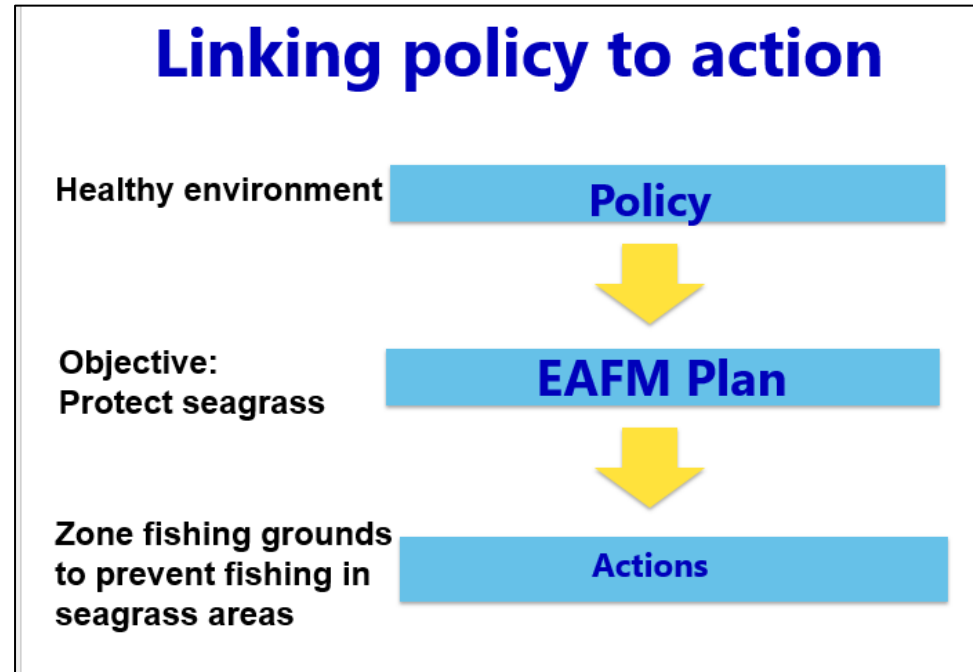 Linking policy to action
Healthy environment
Policy
Objective:
Protect seagrass
EAFM Plan
Zone fishing grounds
to prevent fishing in
seagrass areas
Actions